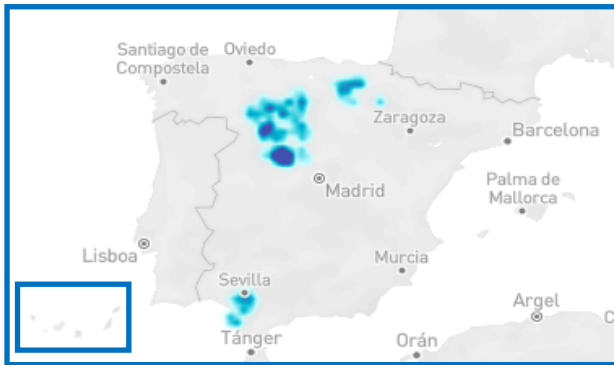 Santiago de
Compostela
Oviedo
Zaragoza
Barcelona
Madrid
Palma de
Mallorca
Lisboa
Murcia
Sevilla
Argel
Tánger
Orán
C